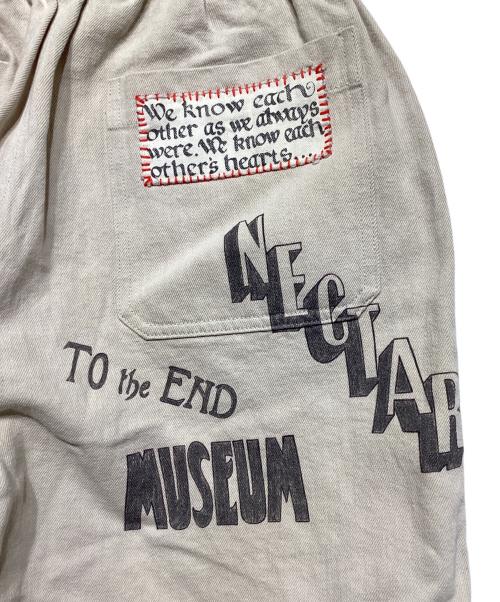 We know each
other as we always
were. We know each
other's hearts...
NECTAR
TO the END
MUSEUM